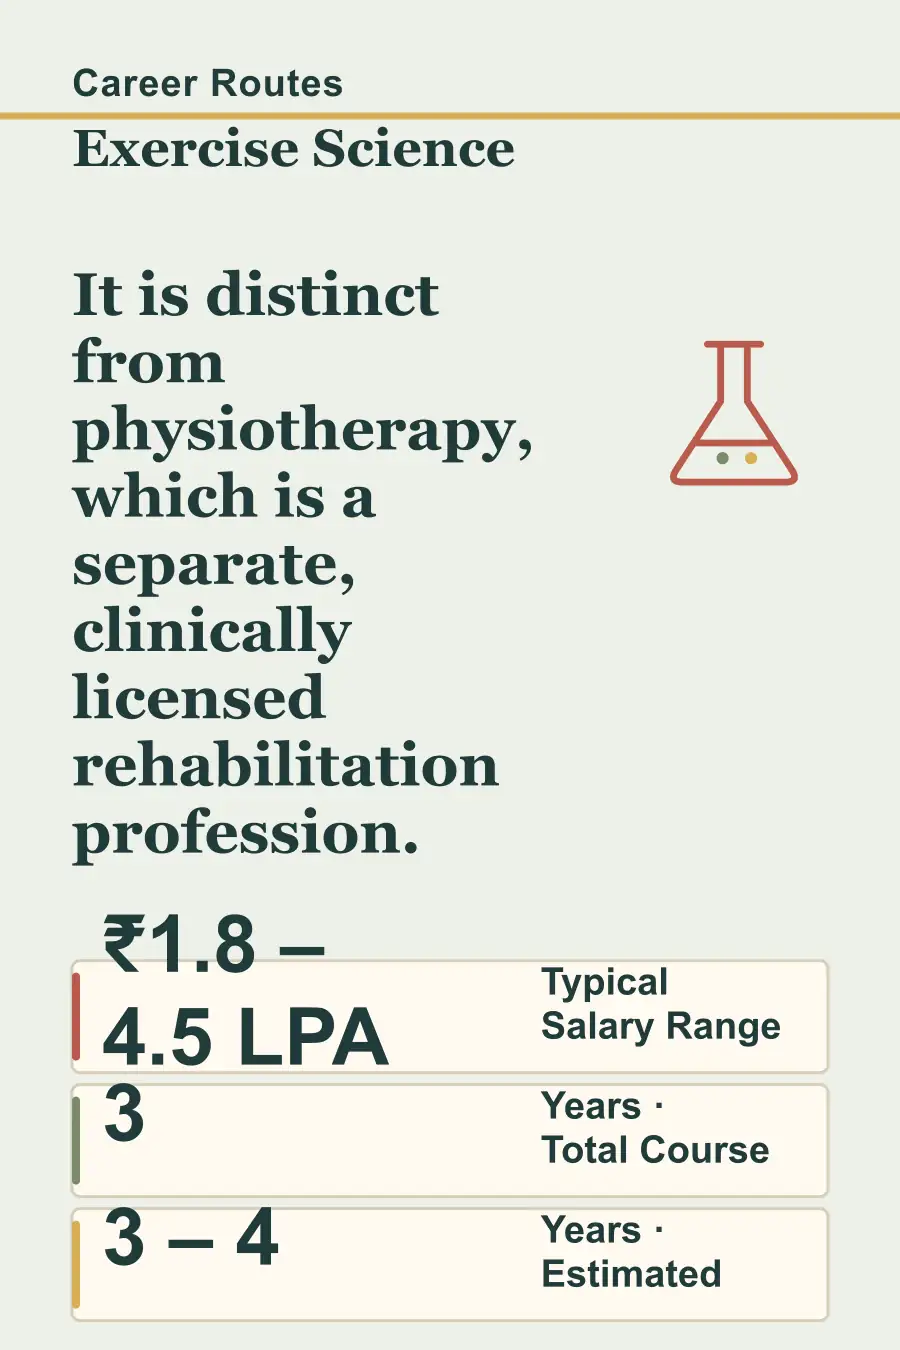 Career Routes
Exercise Science
It is distinct
from
physiotherapy,
which is a
separate,
clinically
licensed
rehabilitation
profession.
₹1.8 –
4.5 LPA
Typical
Salary Range
3
Years ·
Total Course
3 – 4
Years ·
Estimated